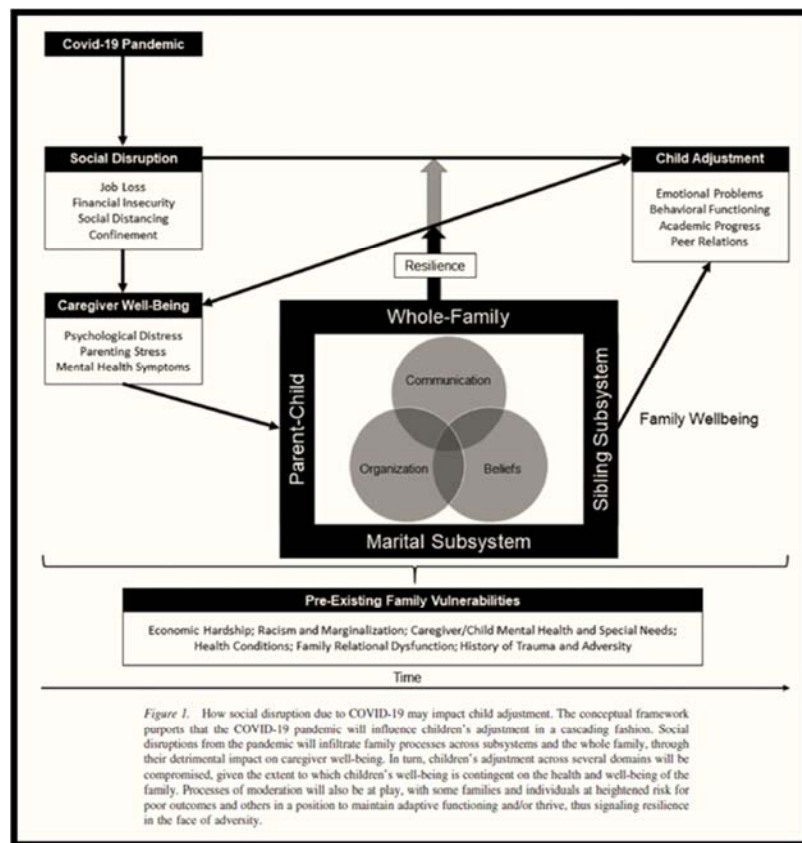 Covid-19 Pandemic
Social Disruption
Job Loss
Financial Insecurity
Social Distancing
Confinement
Child Adjustment
Emotional Problems
Behavioral Functioning
Academic Progress
Peer Relations
Resilience
Caregiver Well-Being
Psychological Distress
Parenting Stress
Mental Health Symptoms
Whole-Family
Parent-Child
Communication
Organization
Beliefs
Sibling Subsystem
Marital Subsystem
Family Wellbeing
Pre-Existing Family Vulnerabilities
Economic Hardship; Racism and Marginalization; Caregiver/Child Mental Health and Special Needs;
Health Conditions; Family Relational Dysfunction; History of Trauma and Adversity
Time
Figure 1. How social disruption due to COVID-19 may impact child adjustment. The conceptual framework
purports that the COVID-19 pandemic will influence children's adjustment in a cascading fashion. Social
disruptions from the pandemic will infiltrate family processes across subsystems and the whole family, through
their detrimental impact on caregiver well-being. In turn, children's adjustment across several domains will be
compromised, given the extent to which children's well-being is contingent on the health and well-being of the
family. Processes of moderation will also be at play, with some families and individuals at heightened risk for
poor outcomes and others in a position to maintain adaptive functioning and/or thrive, thus signaling resilience
in the face of adversity.